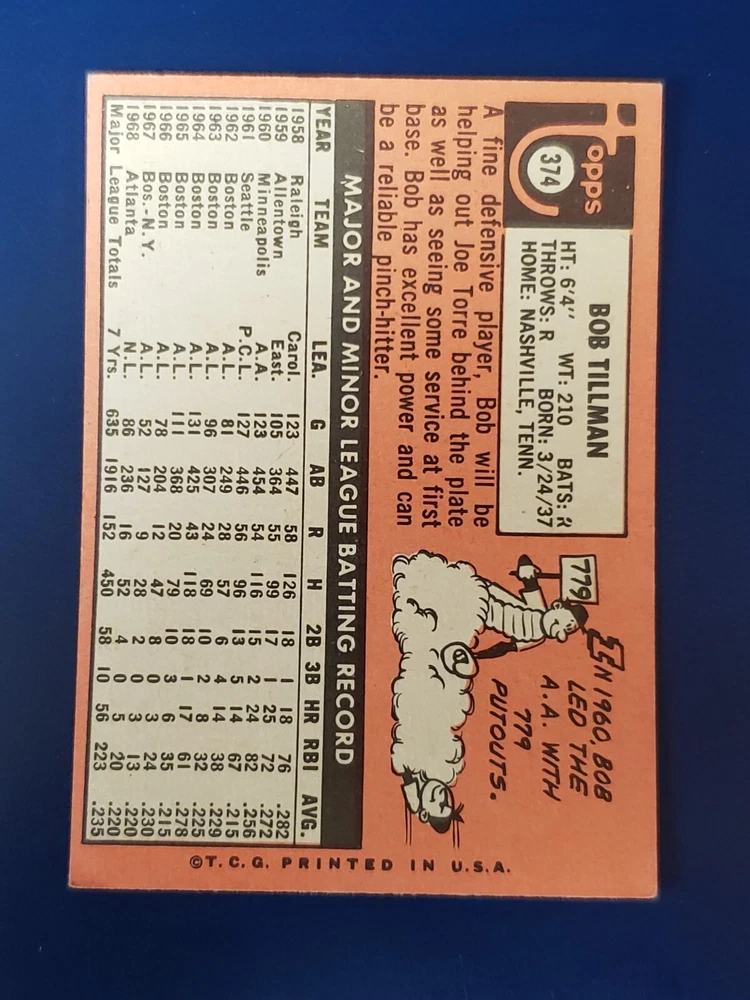 Topps
374
BOB TILLMAN
HT: 6'4" WT: 210 BATS: R
THROWS: R BORN: 3/24/37
HOME: NASHVILLE, TENN.
A fine defensive player, Bob will be
helping out Joe Torre behind the plate
as well as seeing some service at first
base. Bob has excellent power and can
be a reliable pinch-hitter.
779
IN 1960, BOB
LED THE
A.A. WITH
779
PUTOUTS.
MAJOR AND MINOR LEAGUE BATTING RECORD
YEAR TEAM LEA. G AB R H 2B 3B HR RBI AVG.
1958 Raleigh Carol. 123 447 58 126 18 1 18 76 .282
1959 Allentown East. 105 364 55 99 17 1 25 72 .272
1960 Minneapolis A.A. 123 454 54 116 15 2 24 82 .256
1961 Seattle P.C.L. 127 446 56 96 13 5 14 67 .215
1962 Boston A.L. 81 249 28 57 6 4 14 38 .229
1963 Boston A.L. 96 307 24 69 10 2 8 32 .225
1964 Boston A.L. 131 425 43 118 18 1 17 61 .278
1965 Boston A.L. 111 368 20 79 10 3 6 35 .215
1966 Boston A.L. 78 204 12 47 8 0 3 24 .230
1967 Bos.-N.Y. A.L. 52 127 9 28 2 0 3 13 .220
1968 Atlanta N.L. 86 236 16 52 4 0 5 20 .220
Major League Totals 7 Yrs. 635 1916 152 450 58 10 56 223 .235
©T.C.G. PRINTED IN U.S.A.